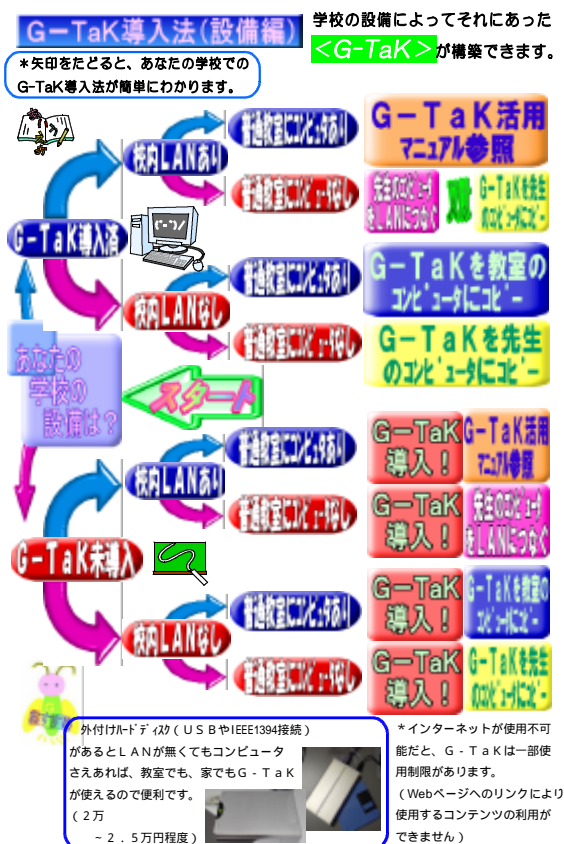 G－TaK導入法(設備編)
学校の設備によってそれにあった
＜G-TaK＞が構築できます。
＊矢印をたどると、あなたの学校での
G-TaK導入法が簡単にわかります。
普通教室にコンピュータあり
校内ＬＡＮあり
普通教室にコンピュータなし
G－TaK導入済
普通教室にコンピュータあり
校内ＬＡＮなし
普通教室にコンピュータなし
G－ＴａＫ活用
マニュアル参照
先生のコンピュータ
をＬＡＮにつなぐ
G－TaKを先生
のコンピュータにコピー
G－ＴａＫを教室の
コンピュータにコピー
G－ＴａＫを先生
のコンピュータにコピー
あなたの
学校の
設備は？
スタート
普通教室にコンピュータあり
校内ＬＡＮあり
普通教室にコンピュータなし
G－TaK未導入
普通教室にコンピュータあり
校内ＬＡＮなし
普通教室にコンピュータなし
G－TaK
導入！
G－TaK活用
マニュアル参照
G－TaK
導入！
先生のコンピュータ
をＬＡＮにつなぐ
G－TaK
導入！
G－TaKを教室の
コンピュータにコピー
G－TaK
導入！
G－TaKを先生
のコンピュータにコピー
外付けハードディスク（ＵＳＢやIEEE1394接続）
があるとＬＡＮが無くてもコンピュータ
さえあれば、教室でも、家でもＧ‐ＴａＫ
が使えるので便利です。
（２万
～２．５万円程度）
＊インターネットが使用不可
能だと、Ｇ‐ＴａＫは一部使
用制限があります。
（Webページへのリンクにより
使用するコンテンツの利用が
できません）